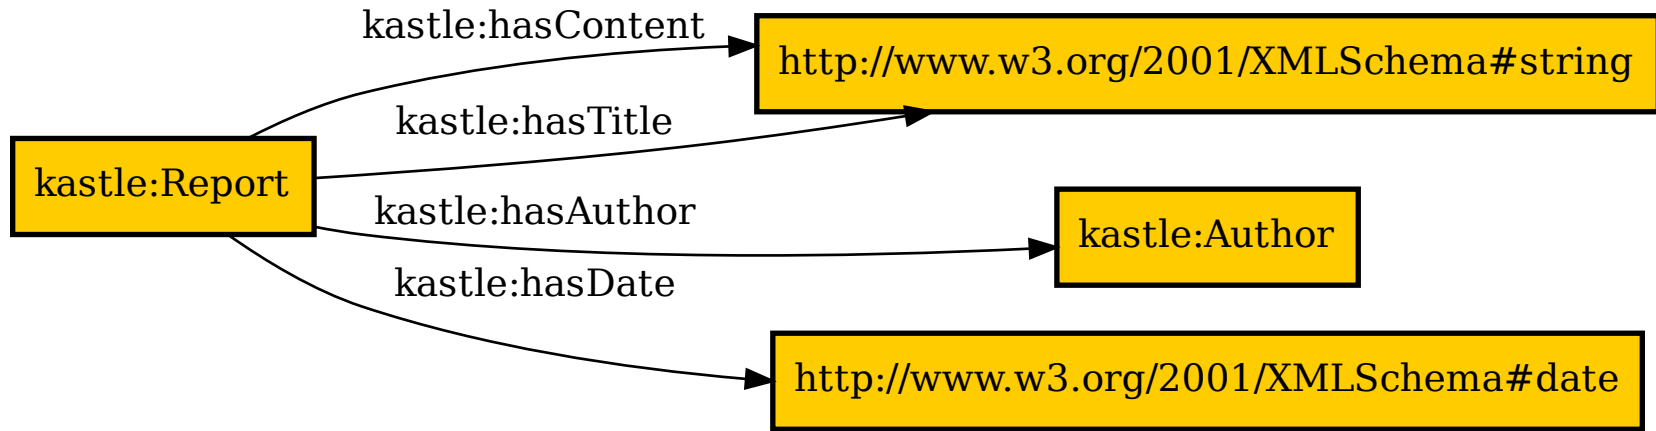 kastle:hasContent
http://www.w3.org/2001/XMLSchema#string
kastle:hasTitle
kastle:Report
kastle:hasAuthor
kastle:Author
kastle:hasDate
http://www.w3.org/2001/XMLSchema#date